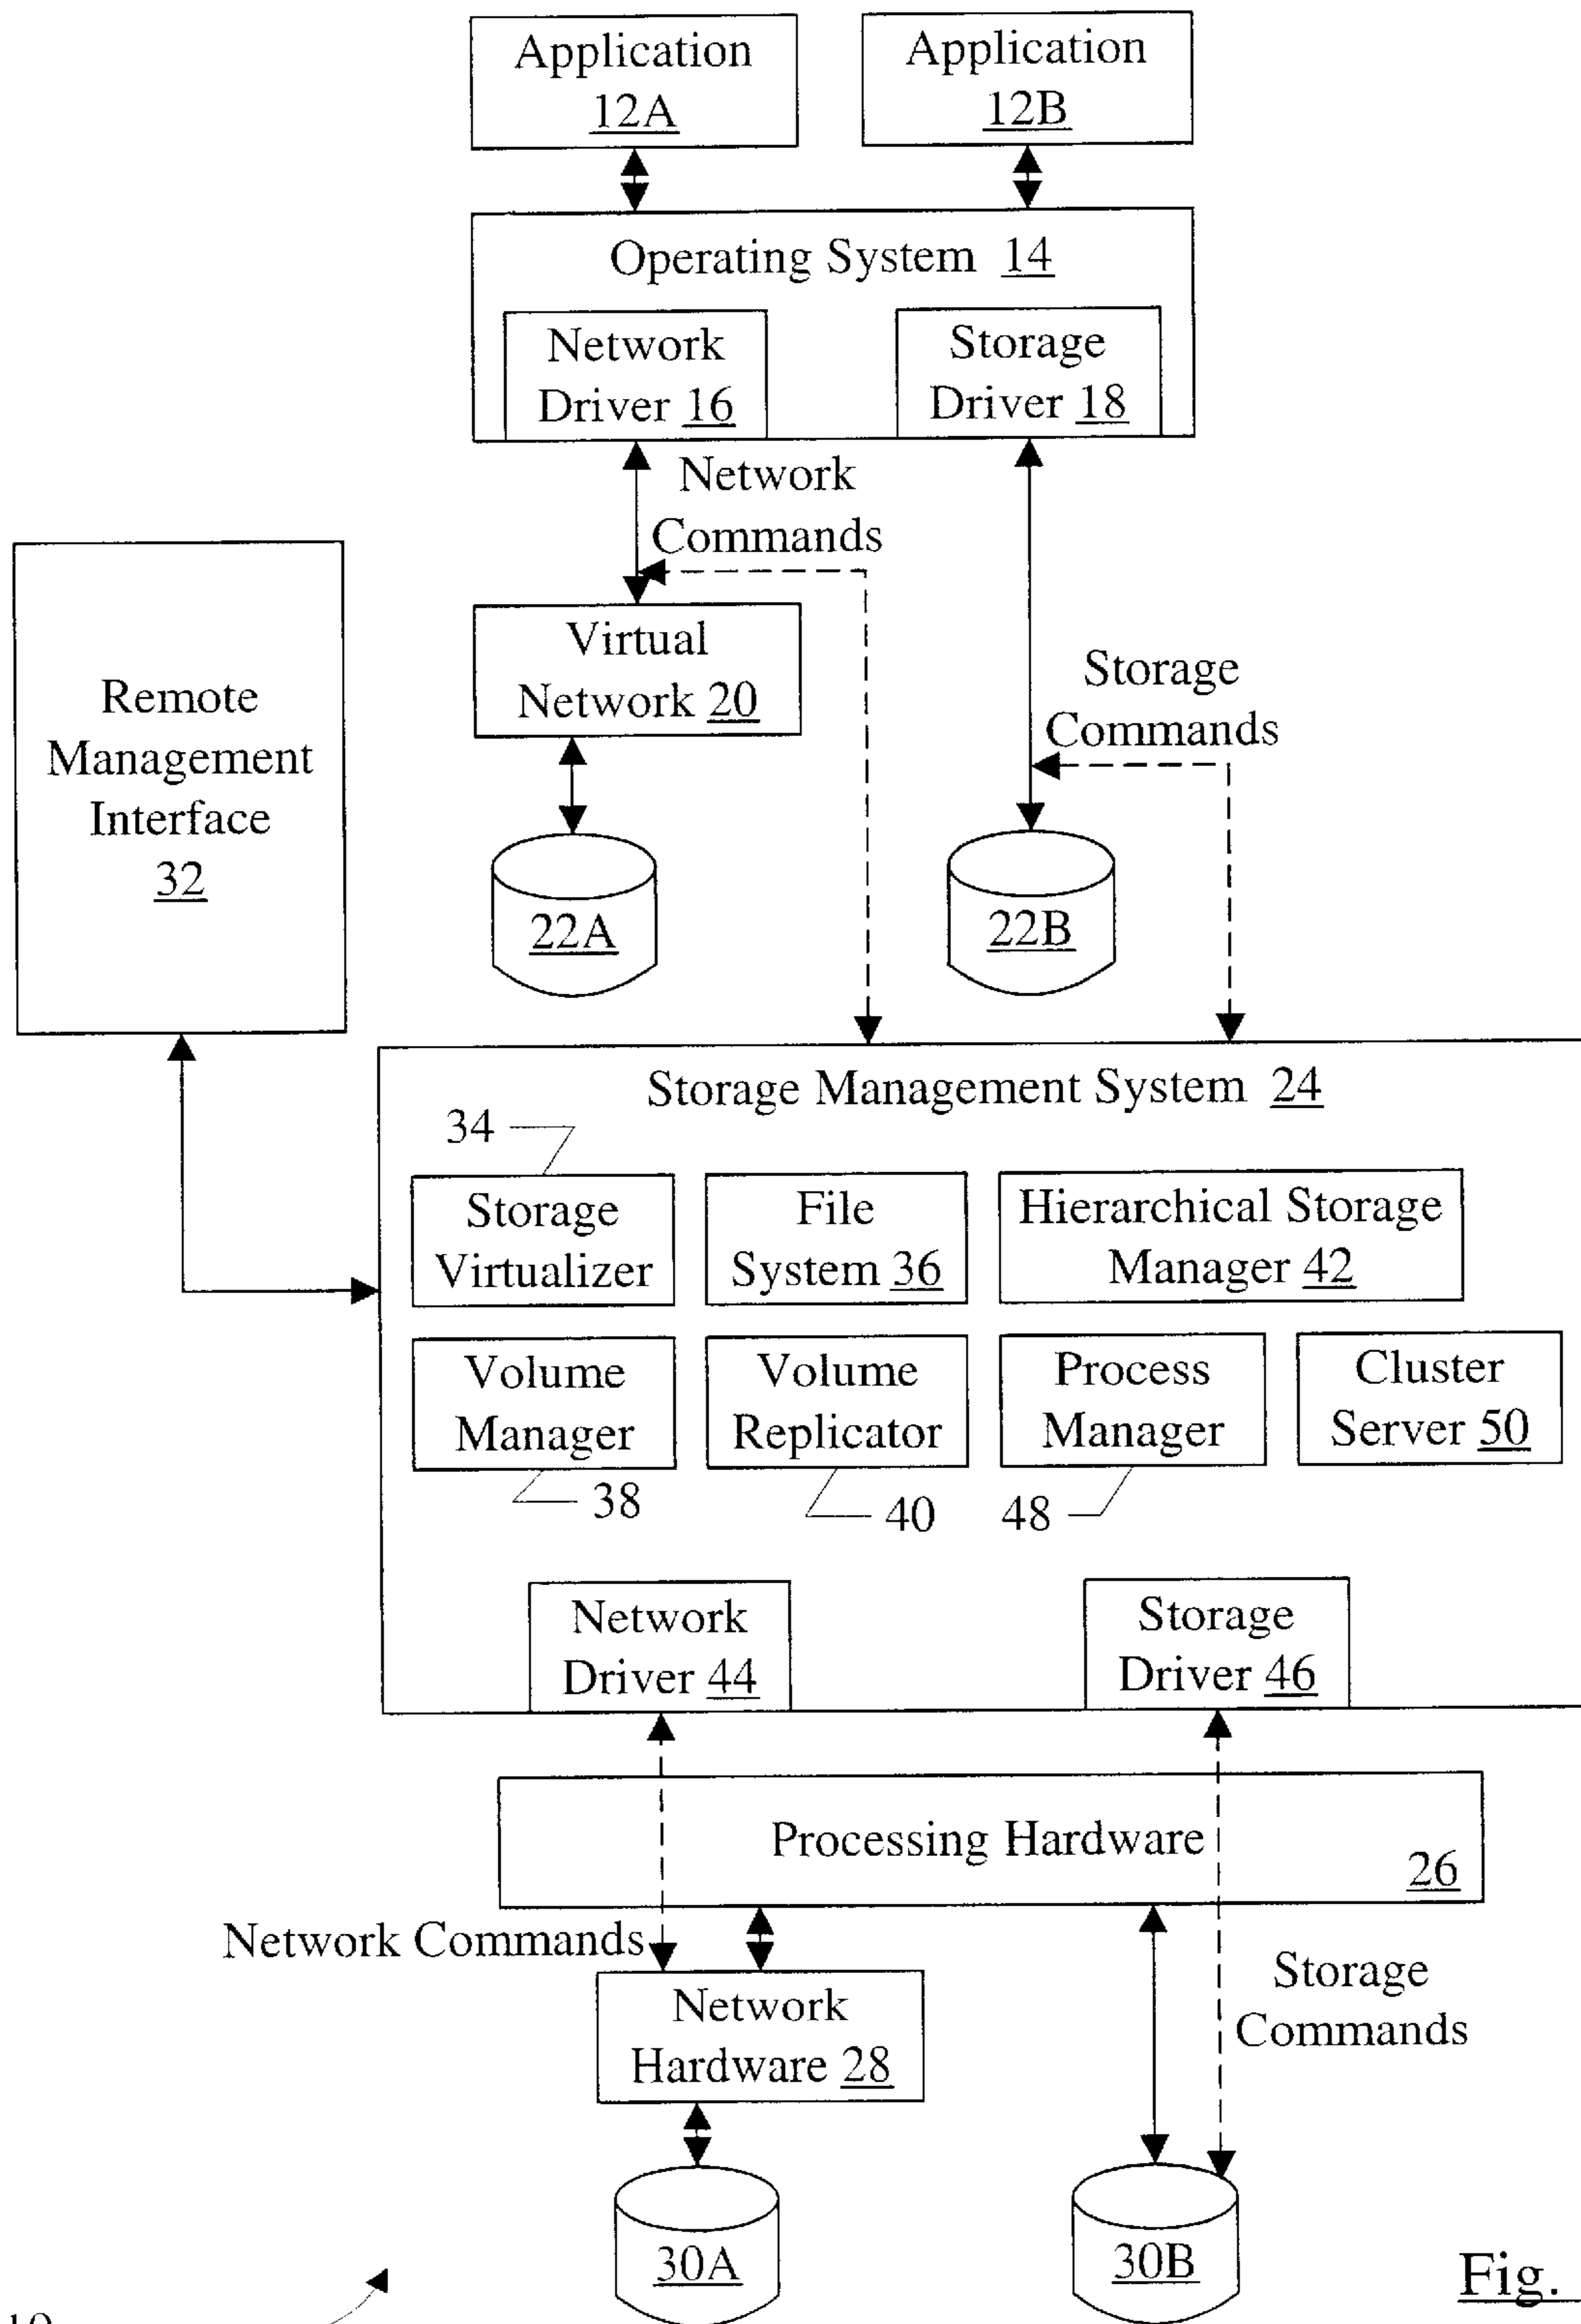 Application
12A
Application
12B
Operating System 14
Network
Driver 16
Storage
Driver 18
Network
Commands
Virtual
Network 20
Storage
Commands
Remote
Management
Interface
32
22A
22B
Storage Management System 24
34
Storage
Virtualizer
File
System 36
Hierarchical Storage
Manager 42
Volume
Manager
Volume
Replicator
Process
Manager
Cluster
Server 50
38
40
48
Network
Driver 44
Storage
Driver 46
Processing Hardware
26
Network Commands
Network
Hardware 28
Storage
Commands
30A
30B
Fig.